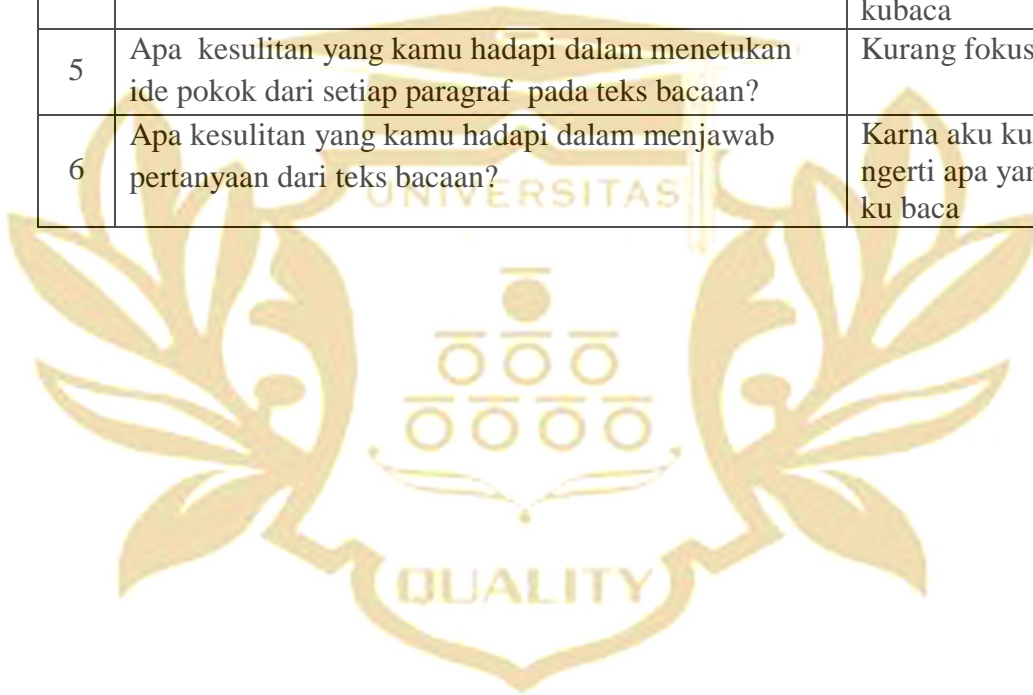 kubaca
5
Apa kesulitan yang kamu hadapi dalam menetukan
ide pokok dari setiap paragraf pada teks bacaan?
Kurang fokus
6
Apa kesulitan yang kamu hadapi dalam menjawab
pertanyaan dari teks bacaan?
Karna aku
ngerti apa
ku baca
UNIVERSITAS
QUALITY